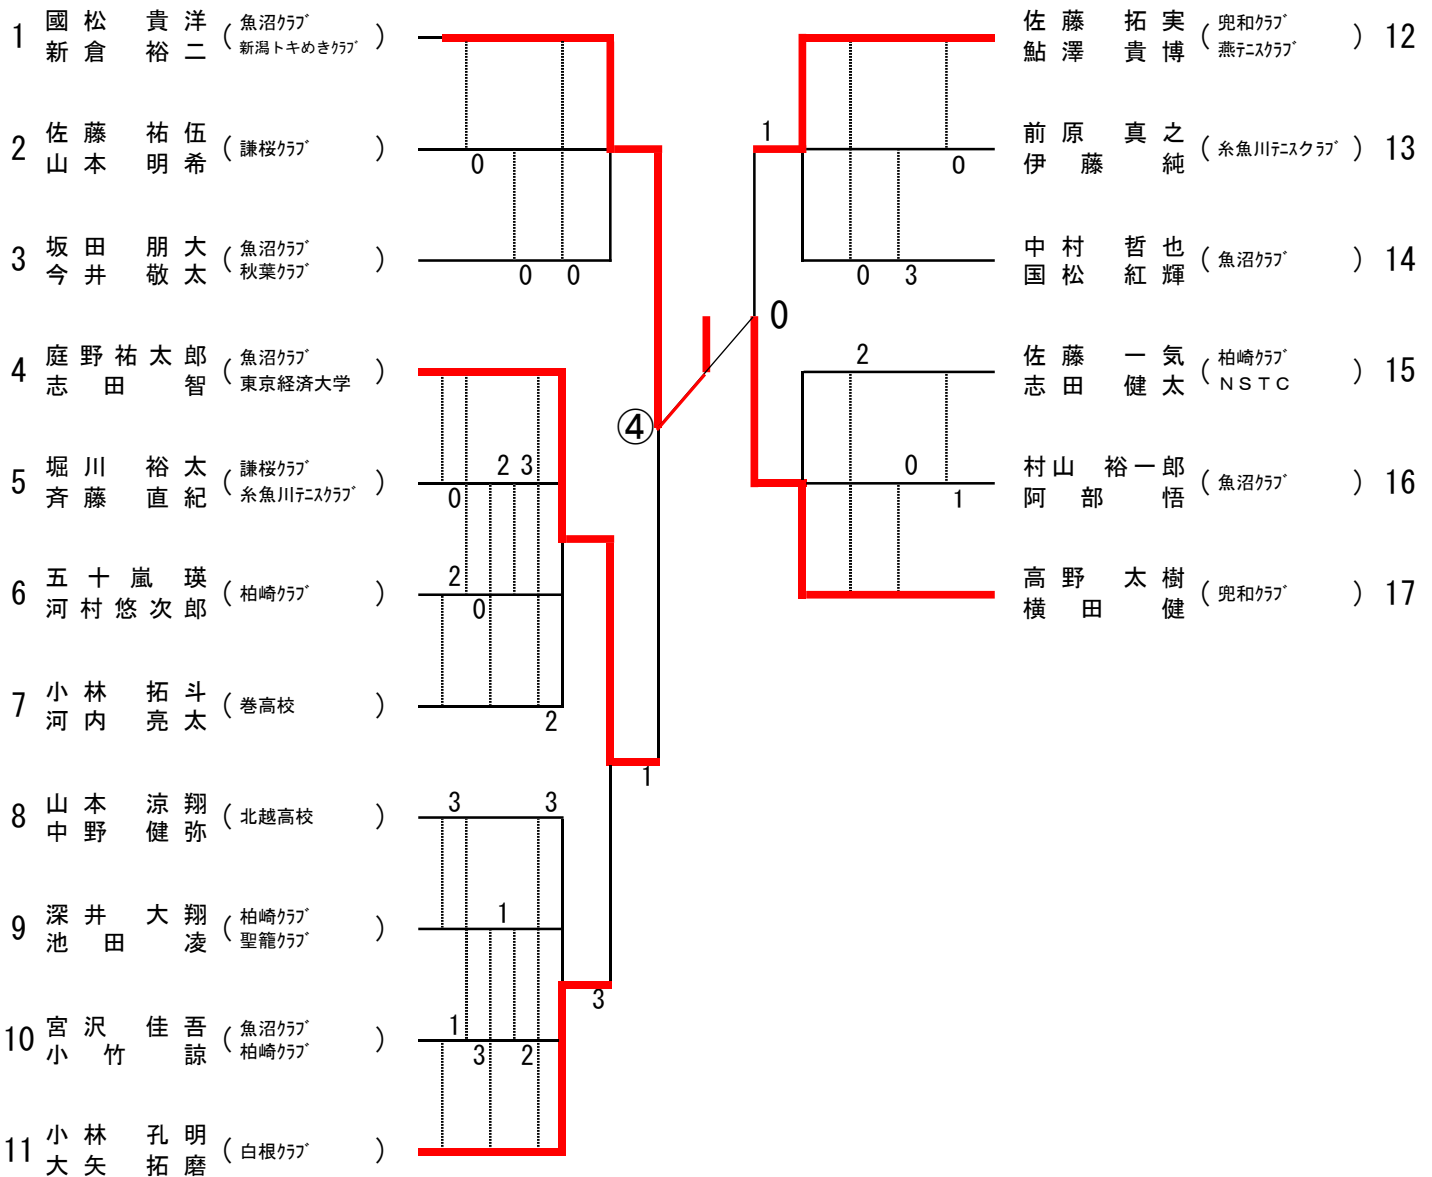 1 國松 貴洋 ( 魚沼ｸﾗﾌﾞ )
新倉 裕二 新潟トキめきｸﾗﾌﾞ
2 佐藤 祐伍 ( 謙桜ｸﾗﾌﾞ )
山本 明希
0
3 坂田 朋大 ( 魚沼ｸﾗﾌﾞ )
今井 敬太 秋葉ｸﾗﾌﾞ
0 0
4 庭野祐太郎 ( 魚沼ｸﾗﾌﾞ )
志田 智 東京経済大学
④
2 3
5 堀川 裕太 ( 謙桜ｸﾗﾌﾞ )
斉藤 直紀 糸魚川ﾃﾆｽｸﾗﾌﾞ
0
2
6 五十嵐 瑛 ( 柏崎ｸﾗﾌﾞ )
河村悠次郎
0
7 小林 拓斗 ( 巻高校 )
河内 亮太
2
1
3 3
8 山本 涼翔 ( 北越高校 )
中野 健弥
1
9 深井 大翔 ( 柏崎ｸﾗﾌﾞ )
池田 凌 聖籠ｸﾗﾌﾞ
3
1
10 宮沢 佳吾 ( 魚沼ｸﾗﾌﾞ )
小竹 諒 柏崎ｸﾗﾌﾞ
3 2
11 小林 孔明 ( 白根ｸﾗﾌﾞ )
大矢 拓磨
佐藤 拓実 ( 兜和ｸﾗﾌﾞ ) 12
鮎澤 貴博 燕ﾃﾆｽｸﾗﾌﾞ
1
前原 真之 ( 糸魚川ﾃﾆｽクﾗﾌﾞ ) 13
伊藤 純
0
中村 哲也 ( 魚沼ｸﾗﾌﾞ ) 14
国松 紅輝
0 3
0
2
佐藤 一気 ( 柏崎ｸﾗﾌﾞ ) 15
志田 健太 ＮＳＴＣ
0
村山 裕一郎 ( 魚沼ｸﾗﾌﾞ ) 16
阿部 悟
1
高野 太樹 ( 兜和ｸﾗﾌﾞ ) 17
横田 健